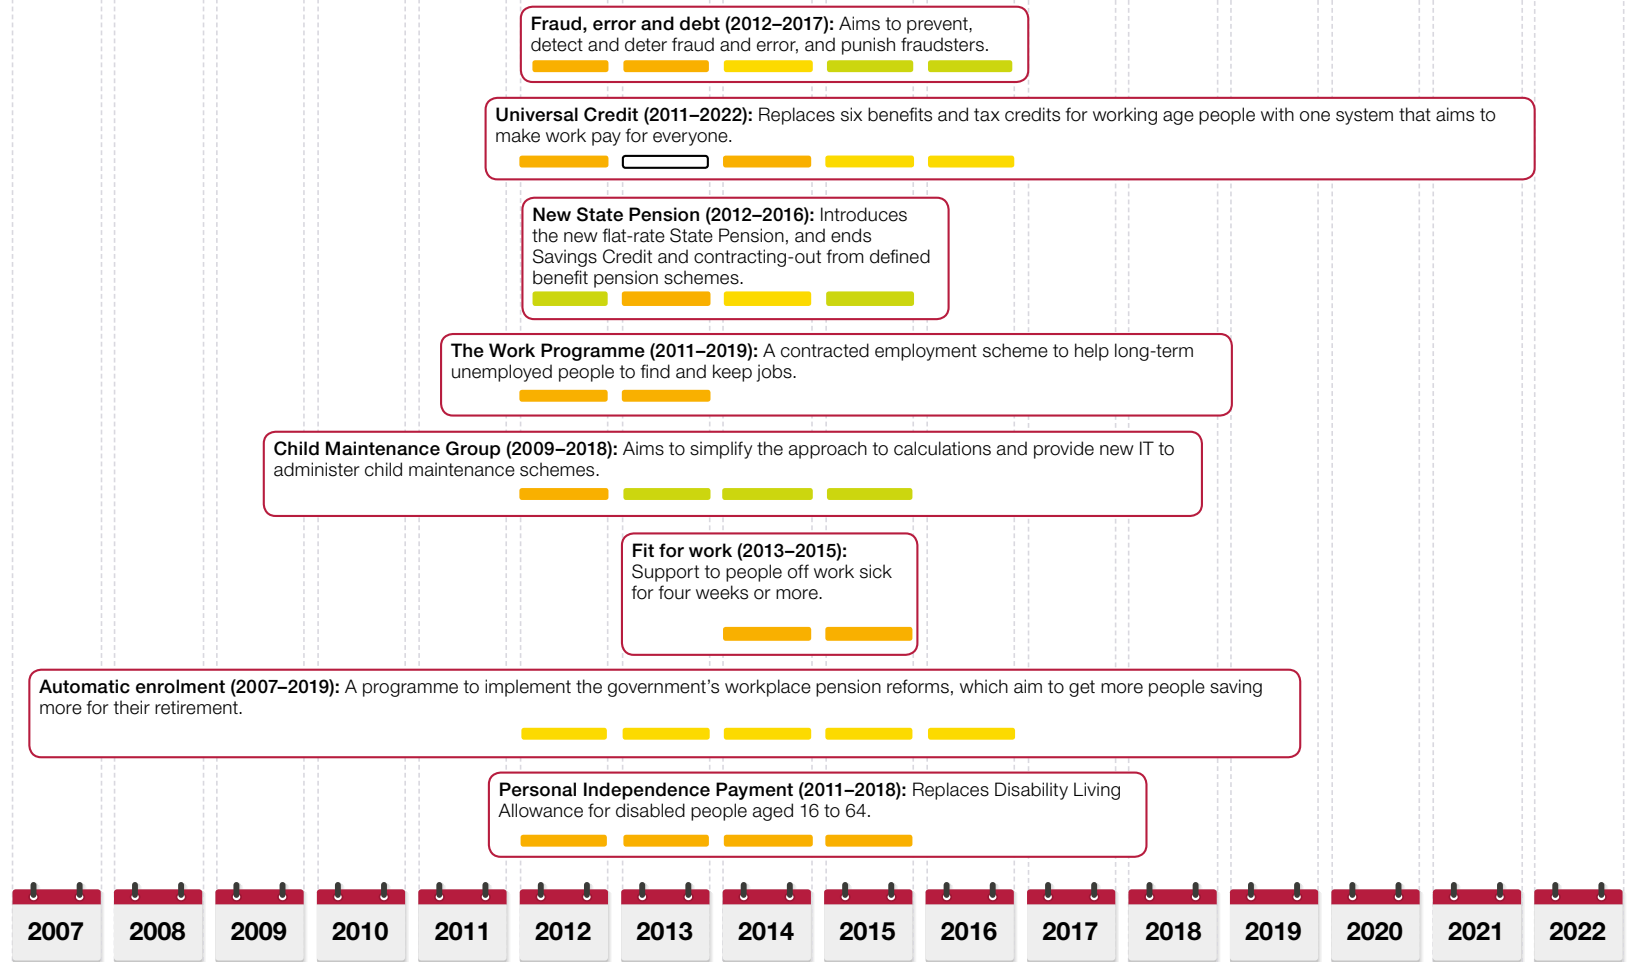 Fraud, error and debt (2012–2017): Aims to prevent,
detect and deter fraud and error, and punish fraudsters.
Universal Credit (2011–2022): Replaces six benefits and tax credits for working age people with one system that aims to
make work pay for everyone.
New State Pension (2012–2016): Introduces
the new flat-rate State Pension, and ends
Savings Credit and contracting-out from defined
benefit pension schemes.
The Work Programme (2011–2019): A contracted employment scheme to help long-term
unemployed people to find and keep jobs.
Child Maintenance Group (2009–2018): Aims to simplify the approach to calculations and provide new IT to
administer child maintenance schemes.
Fit for work (2013–2015):
Support to people off work sick
for four weeks or more.
Automatic enrolment (2007–2019): A programme to implement the government’s workplace pension reforms, which aim to get more people saving
more for their retirement.
Personal Independence Payment (2011–2018): Replaces Disability Living
Allowance for disabled people aged 16 to 64.
2007 2008 2009 2010 2011 2012 2013 2014 2015 2016 2017 2018 2019 2020 2021 2022